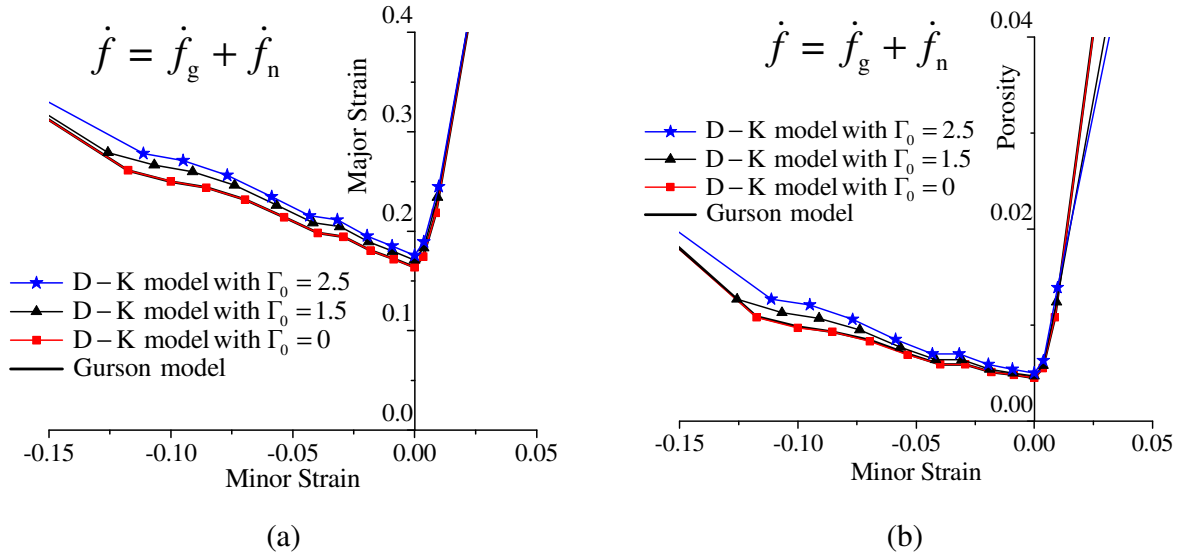 ḟ = ḟg + ḟn
Major Strain
0.4
0.3
0.2
0.1
0.0
D – K model with Γ₀ = 2.5
D – K model with Γ₀ = 1.5
D – K model with Γ₀ = 0
Gurson model
-0.15 -0.10 -0.05 0.00 0.05
Minor Strain
(a)
ḟ = ḟg + ḟn
Porosity
0.04
0.02
0.00
D – K model with Γ₀ = 2.5
D – K model with Γ₀ = 1.5
D – K model with Γ₀ = 0
Gurson model
-0.15 -0.10 -0.05 0.00 0.05
Minor Strain
(b)